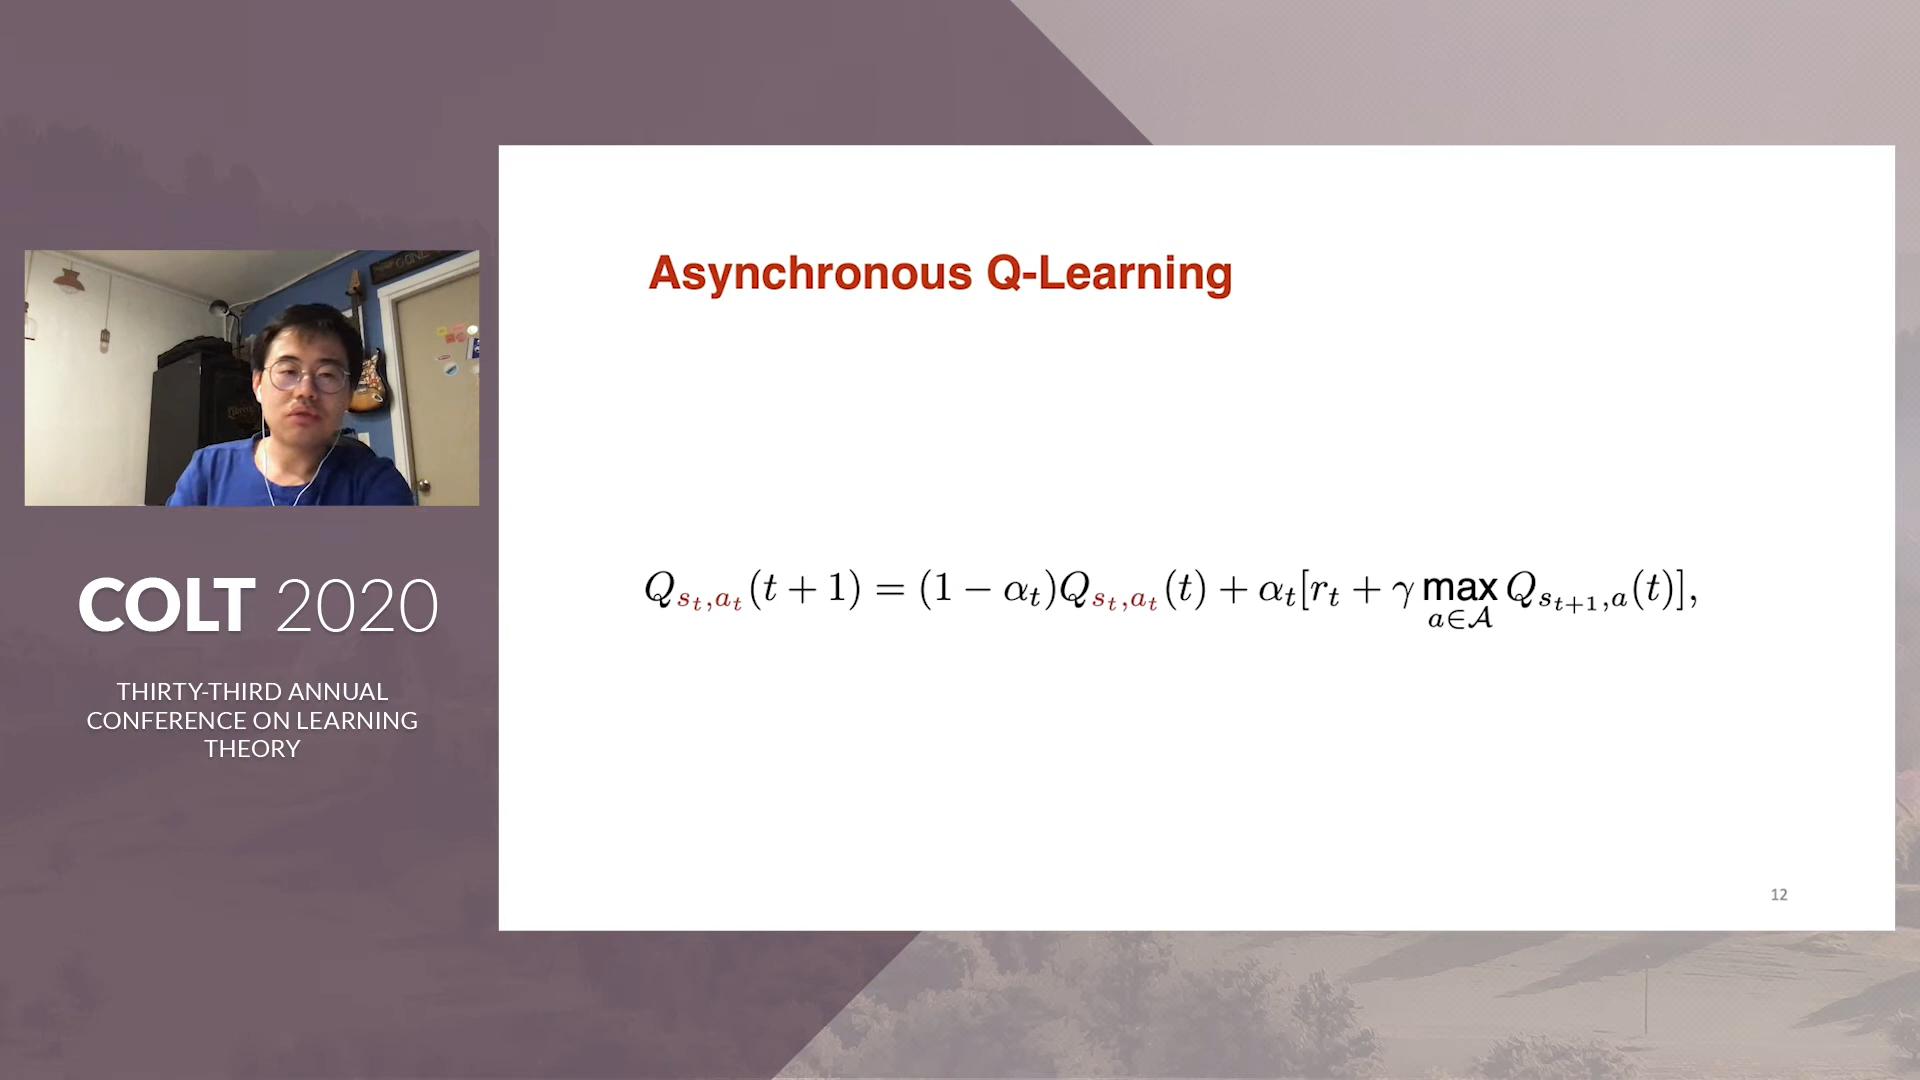 COLT 2020
THIRTY-THIRD ANNUAL
CONFERENCE ON LEARNING
THEORY
Asynchronous Q-Learning
Q_{s_t,a_t}(t + 1) = (1 − α_t)Q_{s_t,a_t}(t) + α_t[r_t + γ max_{a∈𝒜} Q_{s_{t+1},a}(t)],
12